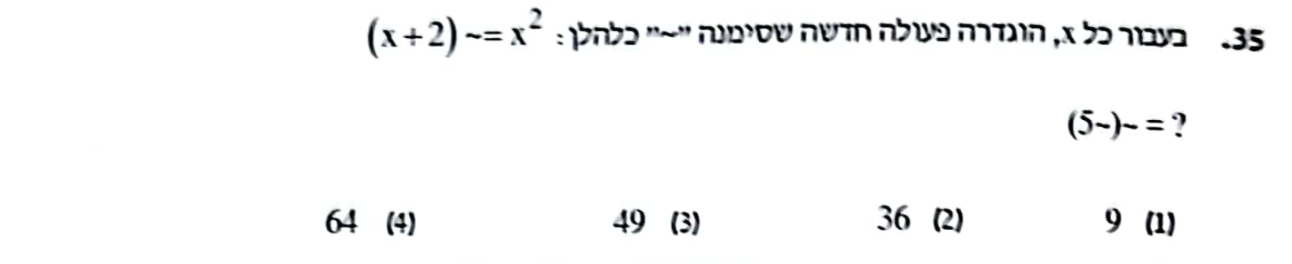 35. בעבור כל x, הוגדרה פעולה חדשה שסימנה "~" כלהלן: (x+2)~=x²
(5~)~=?
(1) 9 (2) 36 (3) 49 (4) 64